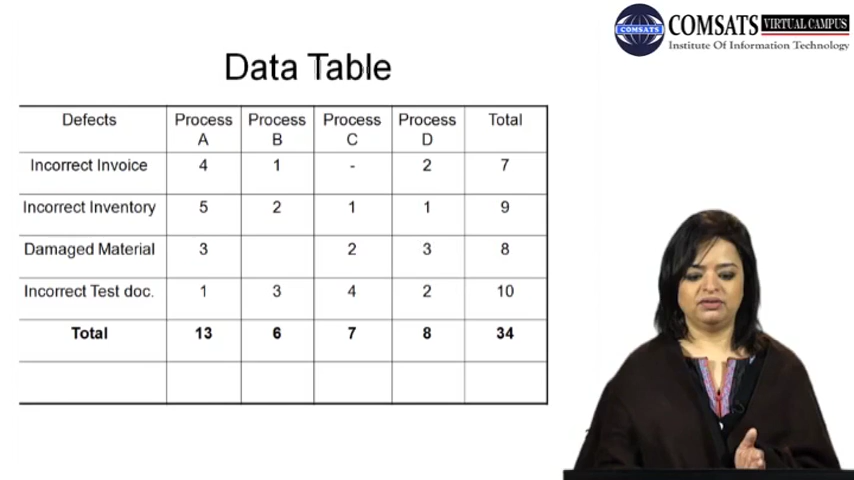 COMSATS
COMSATS VIRTUAL CAMPUS
Institute Of Information Technology
Data Table
Defects Process A Process B Process C Process D Total
Incorrect Invoice 4 1 - 2 7
Incorrect Inventory 5 2 1 1 9
Damaged Material 3 2 3 8
Incorrect Test doc. 1 3 4 2 10
Total 13 6 7 8 34